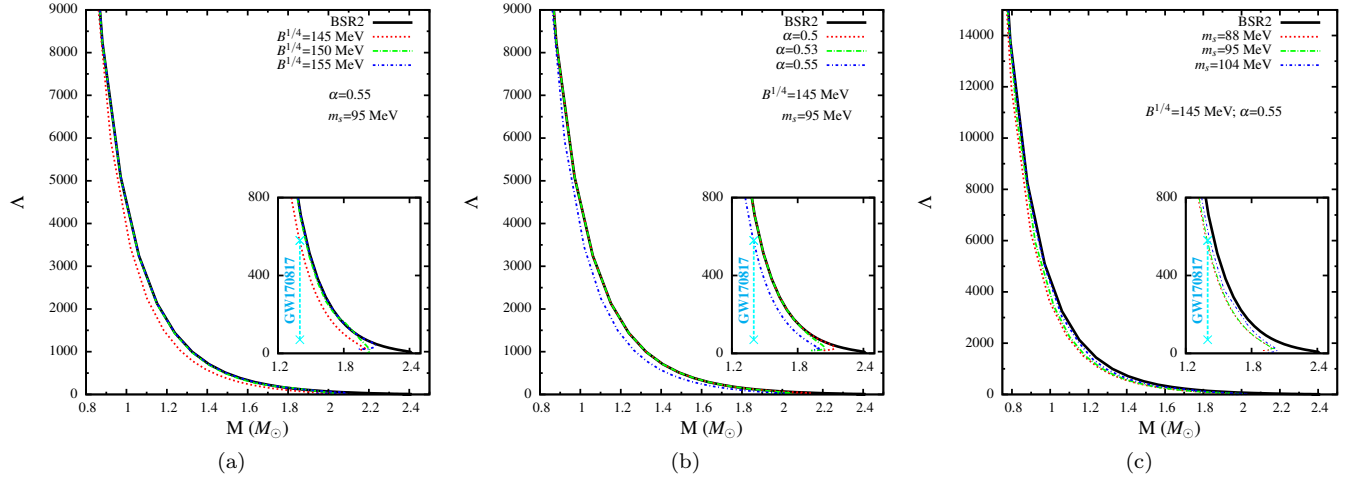 9000
8000
7000
6000
5000
4000
3000
2000
1000
0
Λ
0.8 1 1.2 1.4 1.6 1.8 2 2.2 2.4
M (M⊙)
BSR2
B^1/4=145 MeV
B^1/4=150 MeV
B^1/4=155 MeV
α=0.55
m_s=95 MeV
800
400
0
1.2 1.8 2.4
GW170817
(a)
9000
8000
7000
6000
5000
4000
3000
2000
1000
0
Λ
0.8 1 1.2 1.4 1.6 1.8 2 2.2 2.4
M (M⊙)
BSR2
α=0.5
α=0.53
α=0.55
B^1/4=145 MeV
m_s=95 MeV
800
400
0
1.2 1.8 2.4
GW170817
(b)
14000
12000
10000
8000
6000
4000
2000
0
Λ
0.8 1 1.2 1.4 1.6 1.8 2 2.2 2.4
M (M⊙)
BSR2
m_s=88 MeV
m_s=95 MeV
m_s=104 MeV
B^1/4=145 MeV; α=0.55
800
400
0
1.2 1.8 2.4
GW170817
(c)